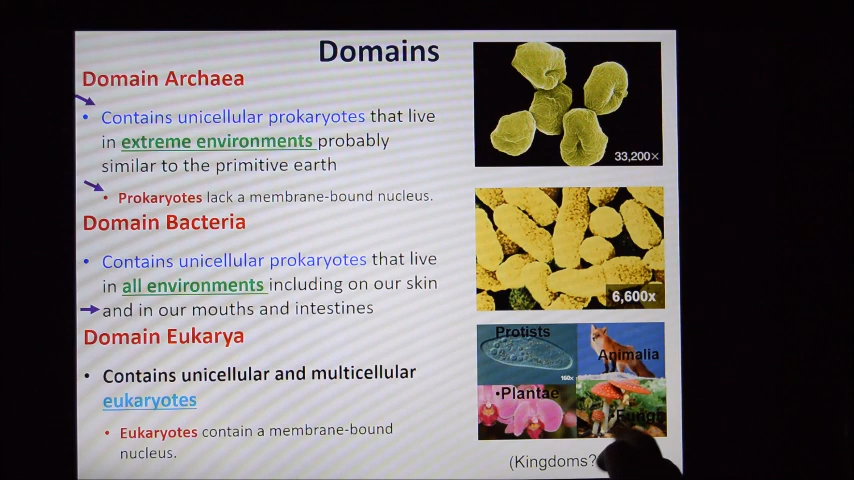 Domains
Domain Archaea
• Contains unicellular prokaryotes that live
in extreme environments probably
similar to the primitive earth
• Prokaryotes lack a membrane-bound nucleus.
Domain Bacteria
• Contains unicellular prokaryotes that live
in all environments including on our skin
and in our mouths and intestines
Domain Eukarya
• Contains unicellular and multicellular
eukaryotes
• Eukaryotes contain a membrane-bound
nucleus.
33,200×
6,600x
Protists
160x
Animalia
•Plantae
•Fungi
(Kingdoms?